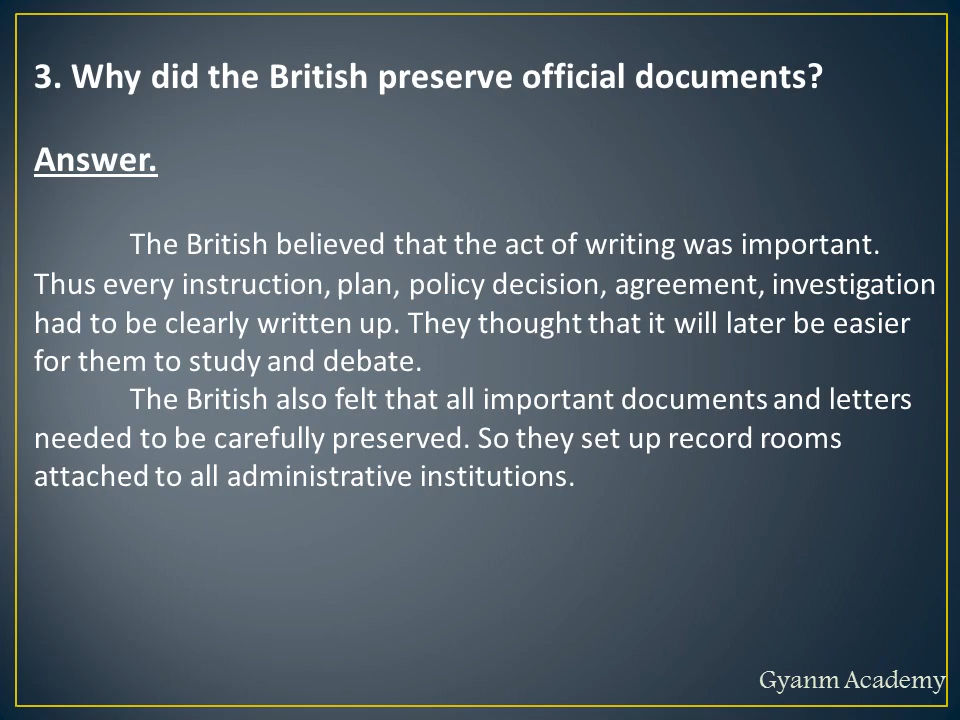 3. Why did the British preserve official documents?
Answer.
The British believed that the act of writing was important.
Thus every instruction, plan, policy decision, agreement, investigation
had to be clearly written up. They thought that it will later be easier
for them to study and debate.
The British also felt that all important documents and letters
needed to be carefully preserved. So they set up record rooms
attached to all administrative institutions.
Gyanm Academy